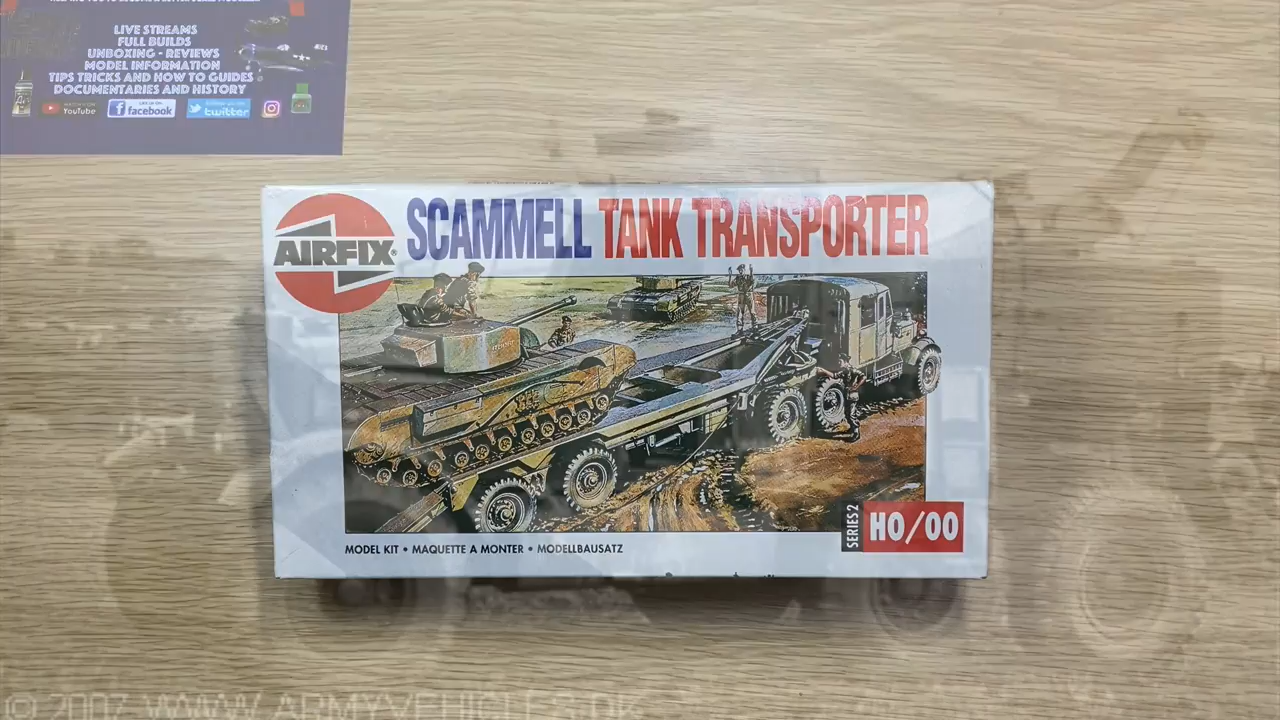 LIVE STREAMS
FULL BUILDS
UNBOXING - REVIEWS
MODEL INFORMATION
TIPS TRICKS AND HOW TO GUIDES
DOCUMENTARIES AND HISTORY
YouTube
facebook
twitter
AIRFIX®
SCAMMELL TANK TRANSPORTER
SERIES 2
HO/OO
MODEL KIT • MAQUETTE A MONTER • MODELLBAUSATZ
© 2007 WWW.ARMYVEHICLES.DK